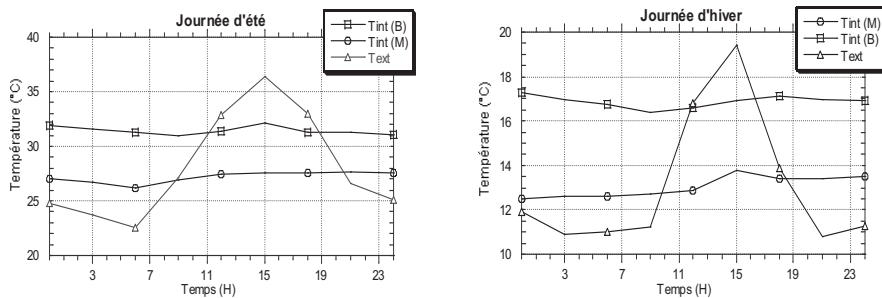 Journée d'été
Tint (B)
Tint (M)
Text
Température (°C)
40
35
30
25
20
3 7 11 15 19 23
Temps (H)
Journée d'hiver
Tint (M)
Tint (B)
Text
Température (°C)
20
18
16
14
12
10
3 7 11 15 19 23
Temps (H)